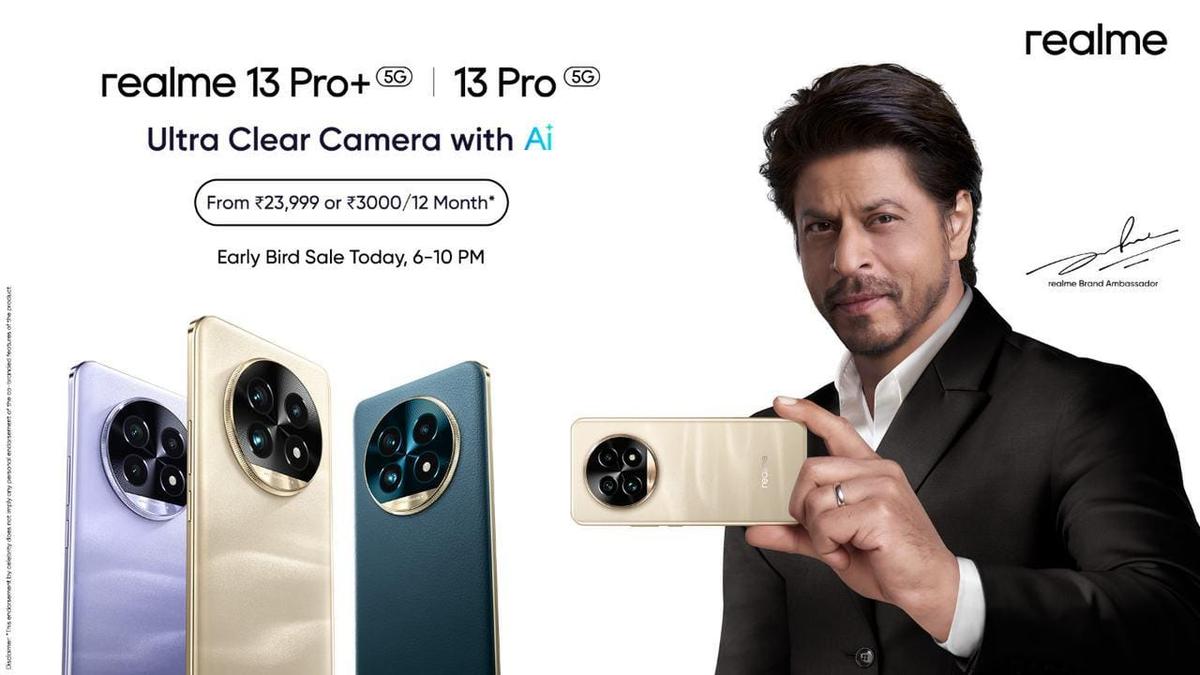 realme
realme 13 Pro+ 5G | 13 Pro 5G
Ultra Clear Camera with Ai
From ₹23,999 or ₹3000/12 Month*
Early Bird Sale Today, 6-10 PM
realme Brand Ambassador
realme
Disclaimer: "This endorsement by celebrity does not imply any personal endorsement of the co-branded features of the product.